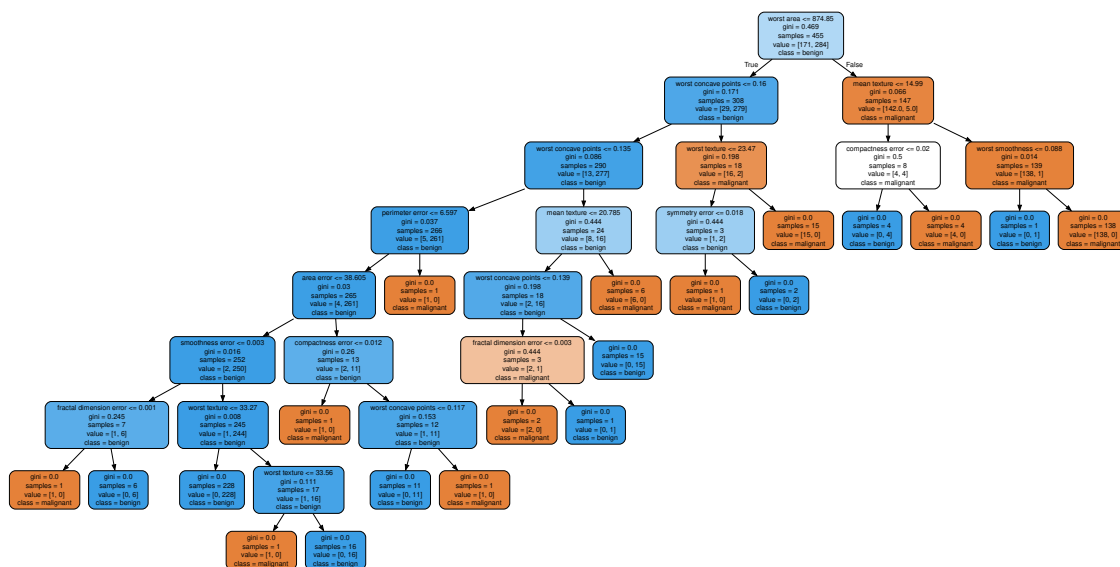 worst area <= 874.85
gini = 0.469
samples = 455
value = [171, 284]
class = benign
True
False
worst concave points <= 0.16
gini = 0.171
samples = 308
value = [29, 279]
class = benign
mean texture <= 14.99
gini = 0.066
samples = 147
value = [142.0, 5.0]
class = malignant
worst concave points <= 0.135
gini = 0.086
samples = 290
value = [13, 277]
class = benign
worst texture <= 23.47
gini = 0.198
samples = 18
value = [16, 2]
class = malignant
compactness error <= 0.02
gini = 0.5
samples = 8
value = [4, 4]
class = benign
worst smoothness <= 0.088
gini = 0.014
samples = 139
value = [138, 1]
class = malignant
perimeter error <= 6.597
gini = 0.037
samples = 266
value = [5, 261]
class = benign
mean texture <= 20.785
gini = 0.444
samples = 24
value = [8, 16]
class = benign
symmetry error <= 0.018
gini = 0.444
samples = 3
value = [1, 2]
class = benign
gini = 0.0
samples = 15
value = [15, 0]
class = malignant
gini = 0.0
samples = 4
value = [0, 4]
class = benign
gini = 0.0
samples = 4
value = [4, 0]
class = malignant
gini = 0.0
samples = 1
value = [0, 1]
class = benign
gini = 0.0
samples = 138
value = [138, 0]
class = malignant
area error <= 38.605
gini = 0.03
samples = 265
value = [4, 261]
class = benign
gini = 0.0
samples = 1
value = [1, 0]
class = malignant
worst concave points <= 0.139
gini = 0.198
samples = 18
value = [2, 16]
class = benign
gini = 0.0
samples = 6
value = [6, 0]
class = malignant
gini = 0.0
samples = 1
value = [1, 0]
class = malignant
gini = 0.0
samples = 2
value = [0, 2]
class = benign
smoothness error <= 0.003
gini = 0.016
samples = 252
value = [2, 250]
class = benign
compactness error <= 0.012
gini = 0.26
samples = 13
value = [2, 11]
class = benign
fractal dimension error <= 0.003
gini = 0.444
samples = 3
value = [2, 1]
class = malignant
gini = 0.0
samples = 15
value = [0, 15]
class = benign
fractal dimension error <= 0.001
gini = 0.245
samples = 7
value = [1, 6]
class = benign
worst texture <= 33.27
gini = 0.008
samples = 245
value = [1, 244]
class = benign
gini = 0.0
samples = 1
value = [1, 0]
class = malignant
worst concave points <= 0.117
gini = 0.153
samples = 12
value = [1, 11]
class = benign
gini = 0.0
samples = 2
value = [2, 0]
class = malignant
gini = 0.0
samples = 1
value = [0, 1]
class = benign
gini = 0.0
samples = 1
value = [1, 0]
class = malignant
gini = 0.0
samples = 6
value = [0, 6]
class = benign
gini = 0.0
samples = 228
value = [0, 228]
class = benign
worst texture <= 33.56
gini = 0.111
samples = 17
value = [1, 16]
class = benign
gini = 0.0
samples = 11
value = [0, 11]
class = benign
gini = 0.0
samples = 1
value = [1, 0]
class = malignant
gini = 0.0
samples = 1
value = [1, 0]
class = malignant
gini = 0.0
samples = 16
value = [0, 16]
class = benign